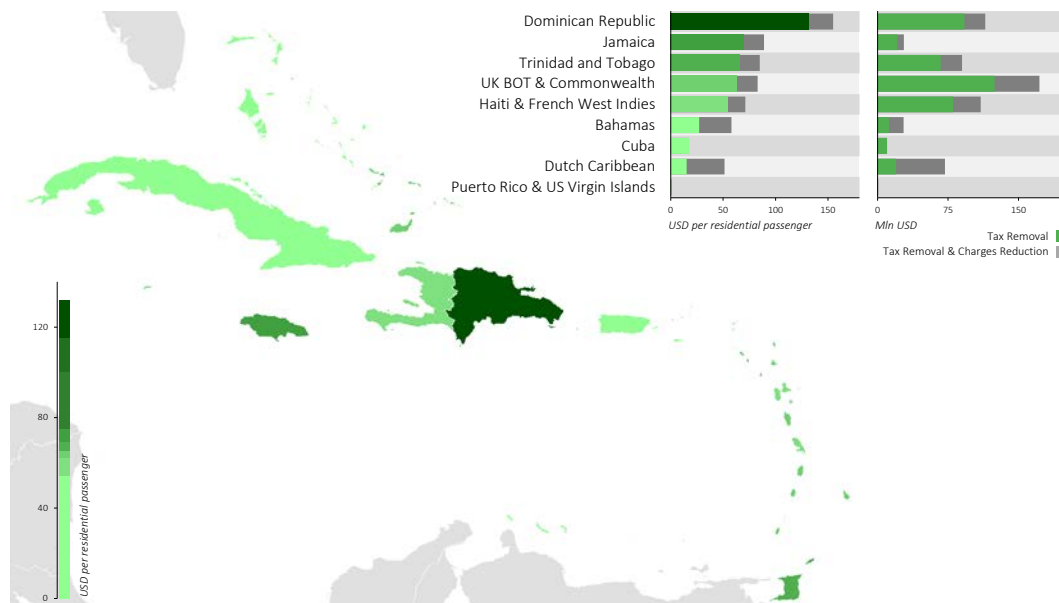 Dominican Republic
Jamaica
Trinidad and Tobago
UK BOT & Commonwealth
Haiti & French West Indies
Bahamas
Cuba
Dutch Caribbean
Puerto Rico & US Virgin Islands
0 50 100 150
USD per residential passenger
0 75 150
Mln USD
Tax Removal
Tax Removal & Charges Reduction
120
80
40
0
USD per residential passenger